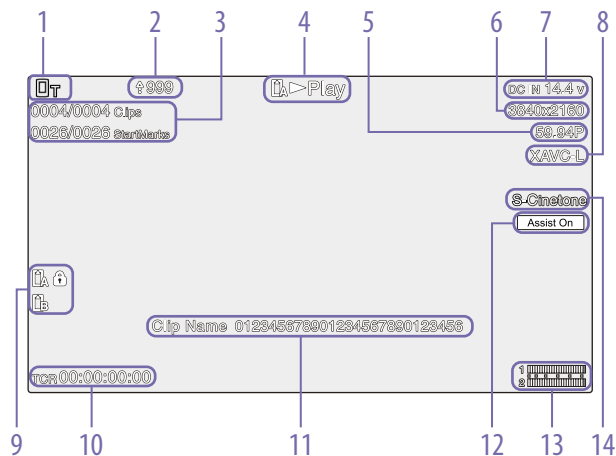 1 2 3 4 5 6 7 8
T 999 A Play DC IN 14.4 v
0004/0004 Clips
3840x2160
0026/0026 StartMarks
59.94P
XAVC-L
S-Cinetone
Assist On
A
B
Clip Name 01234567890123456789012345 6
TCR 00:00:00:00
1
2
9 10 11 12 13 14